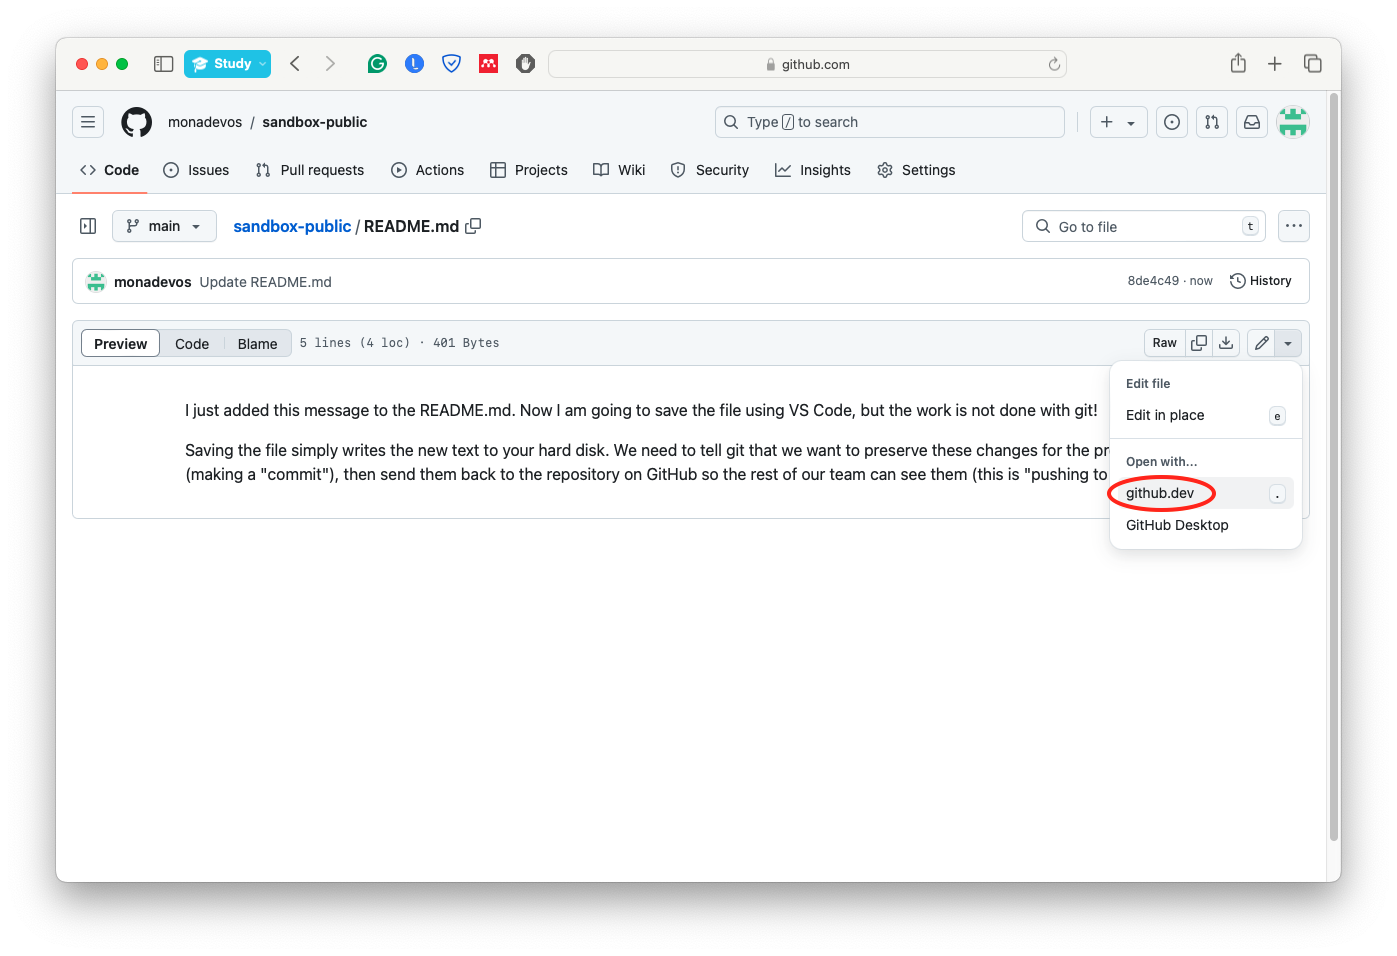 Study
github.com
monadevos / sandbox-public
Type / to search
Code
Issues
Pull requests
Actions
Projects
Wiki
Security
Insights
Settings
main
sandbox-public / README.md
Go to file
t
monadevos Update README.md
8de4c49 · now
History
Preview
Code
Blame
5 lines (4 loc) · 401 Bytes
Raw
I just added this message to the README.md. Now I am going to save the file using VS Code, but the work is not done with git!
Saving the file simply writes the new text to your hard disk. We need to tell git that we want to preserve these changes for the
(making a "commit"), then send them back to the repository on GitHub so the rest of our team can see them (this is "pushing to
Edit file
Edit in place
e
Open with...
github.dev
.
GitHub Desktop